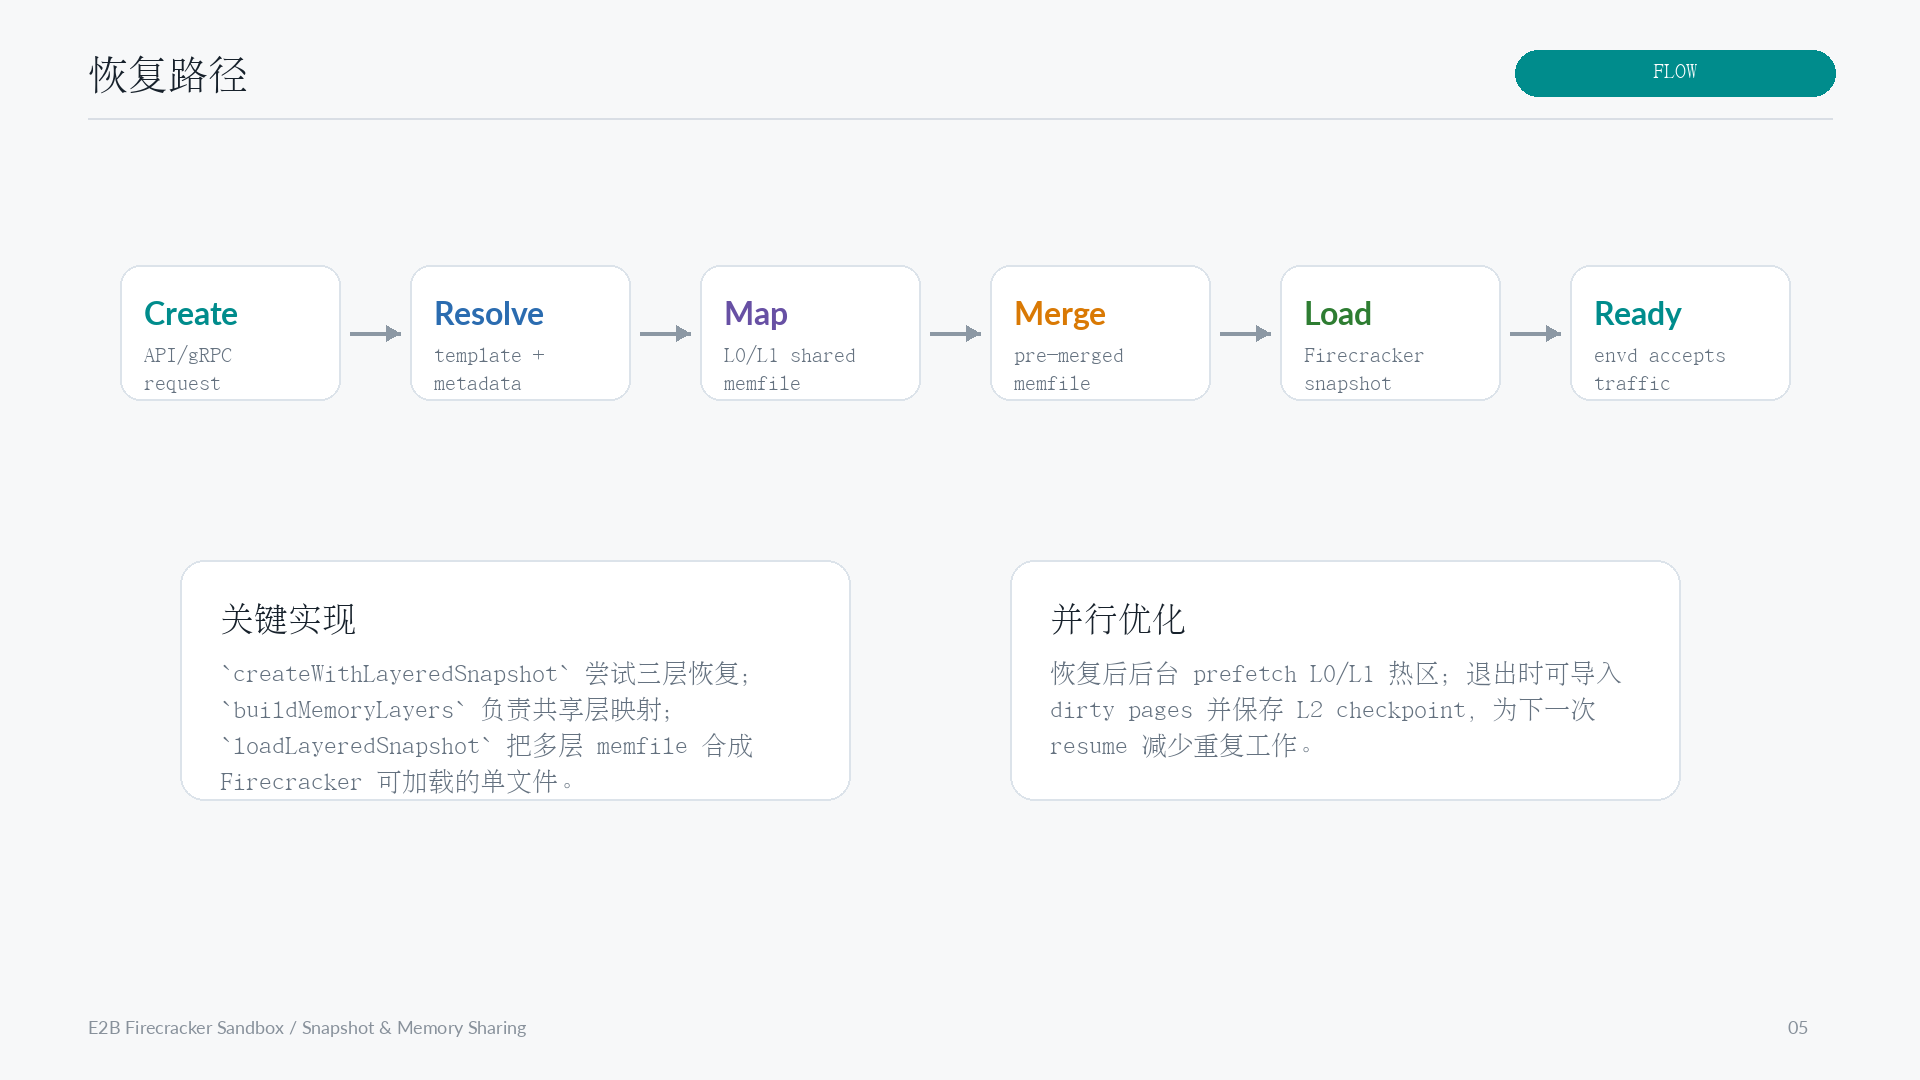 恢复路径
FLOW
Create
API/gRPC
request
Resolve
template +
metadata
Map
L0/L1 shared
memfile
Merge
pre-merged
memfile
Load
Firecracker
snapshot
Ready
envd accepts
traffic
关键实现
`createWithLayeredSnapshot` 尝试三层恢复;
`buildMemoryLayers` 负责共享层映射;
`loadLayeredSnapshot` 把多层 memfile 合成
Firecracker 可加载的单文件。
并行优化
恢复后后台 prefetch L0/L1 热区; 退出时可导入
dirty pages 并保存 L2 checkpoint, 为下一次
resume 减少重复工作。
E2B Firecracker Sandbox / Snapshot & Memory Sharing
05